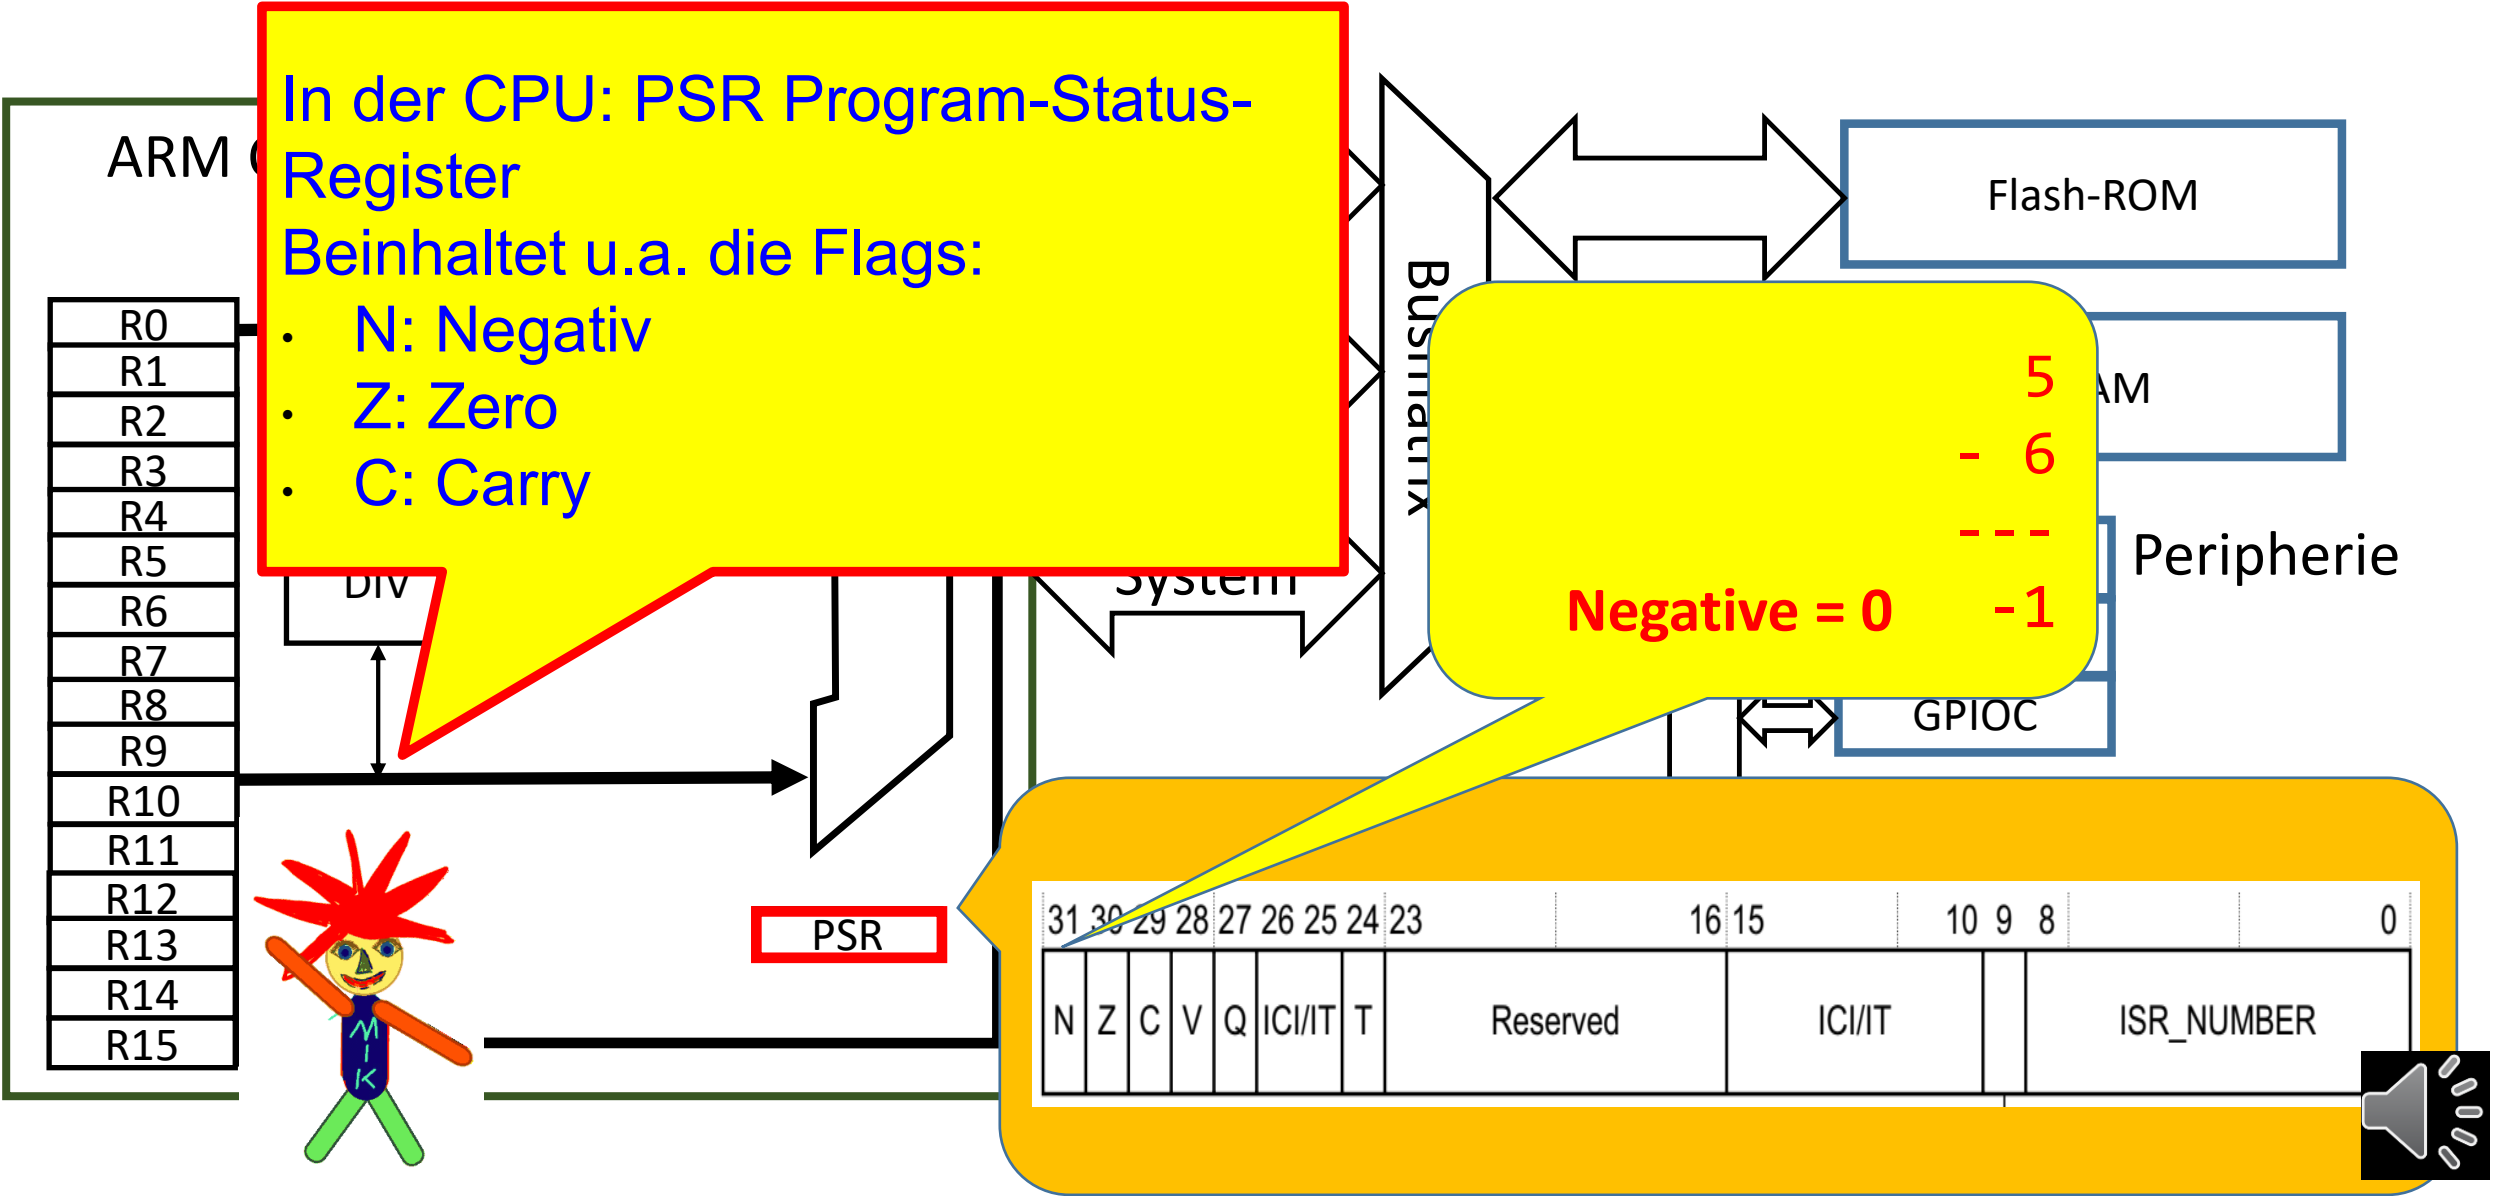 In der CPU: PSR Program-Status-
Register
Beinhaltet u.a. die Flags:
• N: Negativ
• Z: Zero
• C: Carry
ARM
R0
R1
R2
R3
R4
R5
R6
R7
R8
R9
R10
R11
R12
R13
R14
R15
DIV
System
Busmatrix
Flash-ROM
AM
5
- 6
---
Negative = 0 -1
Peripherie
GPIOC
PSR
MIK
31 30 29 28 27 26 25 24 23 16 15 10 9 8 0
N Z C V Q ICI/IT T Reserved ICI/IT ISR_NUMBER